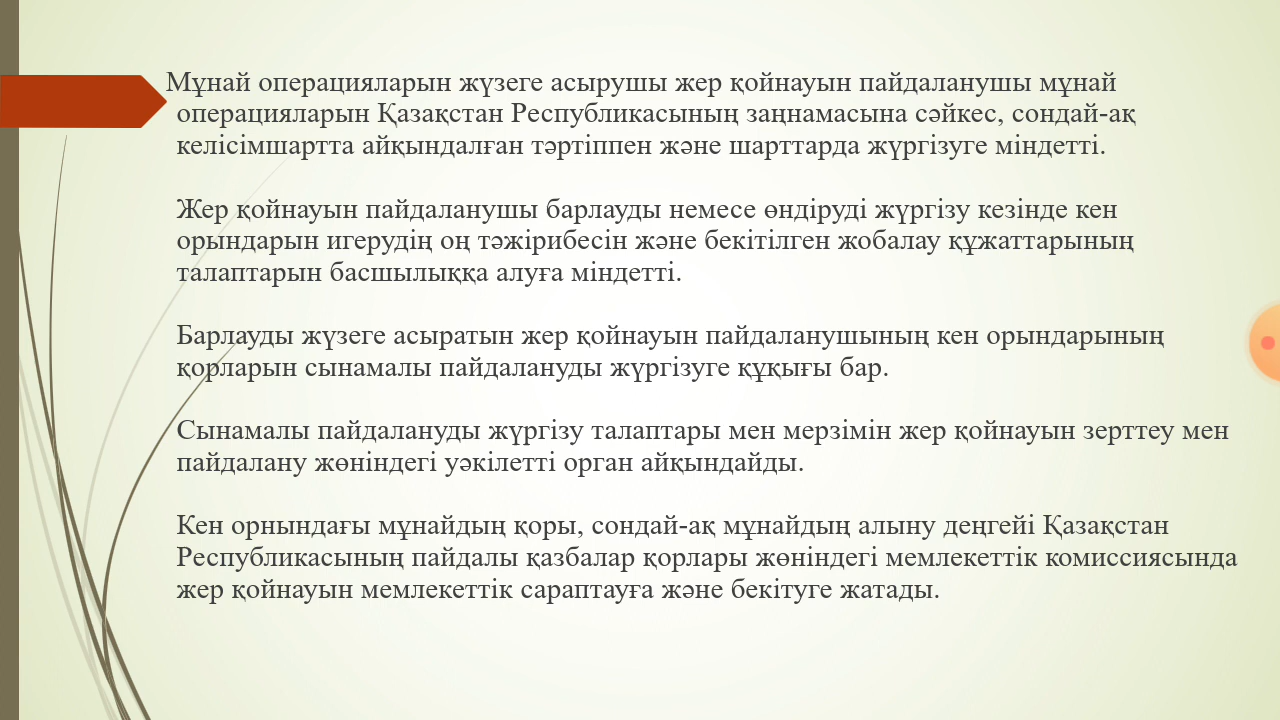 Мұнай операцияларын жүзеге асырушы жер қойнауын пайдаланушы мұнай
операцияларын Қазақстан Республикасының заңнамасына сәйкес, сондай-ақ
келісімшартта айқындалған тәртіппен және шарттарда жүргізуге міндетті.
Жер қойнауын пайдаланушы барлауды немесе өндіруді жүргізу кезінде кен
орындарын игерудің оң тәжірибесін және бекітілген жобалау құжаттарының
талаптарын басшылыққа алуға міндетті.
Барлауды жүзеге асыратын жер қойнауын пайдаланушының кен орындарының
қорларын сынамалы пайдалануды жүргізуге құқығы бар.
Сынамалы пайдалануды жүргізу талаптары мен мерзімін жер қойнауын зерттеу мен
пайдалану жөніндегі уәкілетті орган айқындайды.
Кен орнындағы мұнайдың қоры, сондай-ақ мұнайдың алыну деңгейі Қазақстан
Республикасының пайдалы қазбалар қорлары жөніндегі мемлекеттік комиссиясында
жер қойнауын мемлекеттік сараптауға және бекітуге жатады.